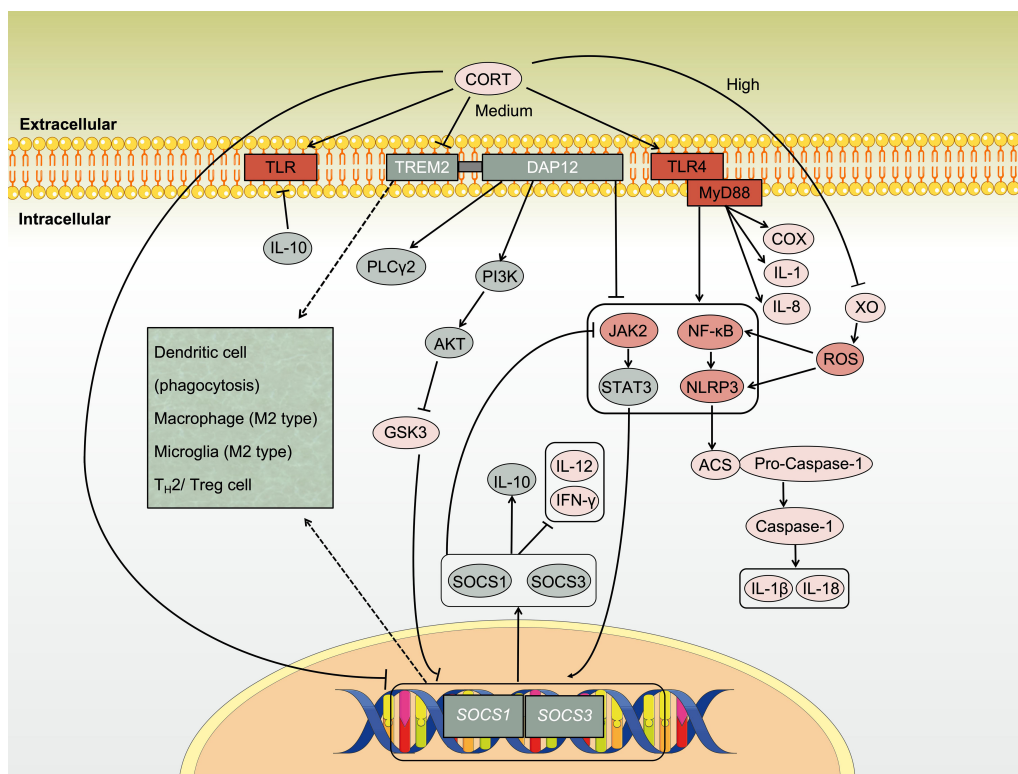 CORT
High
Medium
Extracellular
TLR
TREM2
DAP12
TLR4
MyD88
Intracellular
IL-10
PLCγ2
PI3K
COX
IL-1
IL-8
XO
AKT
JAK2
NF-κB
ROS
STAT3
NLRP3
Dendritic cell
(phagocytosis)
Macrophage (M2 type)
Microglia (M2 type)
TH2/ Treg cell
GSK3
IL-10
IL-12
IFN-γ
ACS
Pro-Caspase-1
Caspase-1
SOCS1
SOCS3
IL-1β
IL-18
SOCS1
SOCS3